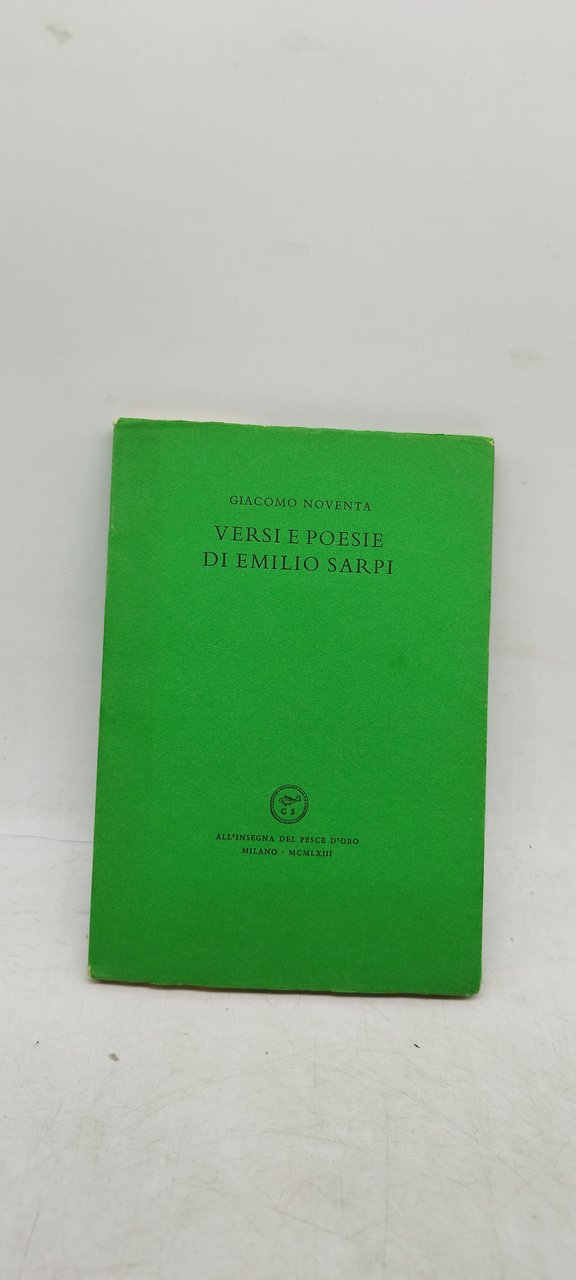 GIACOMO NOVENTA
VERSI E POESIE
DI EMILIO SARPI
G S
ALL'INSEGNA DEL PESCE D'ORO
MILANO · MCMLXIII